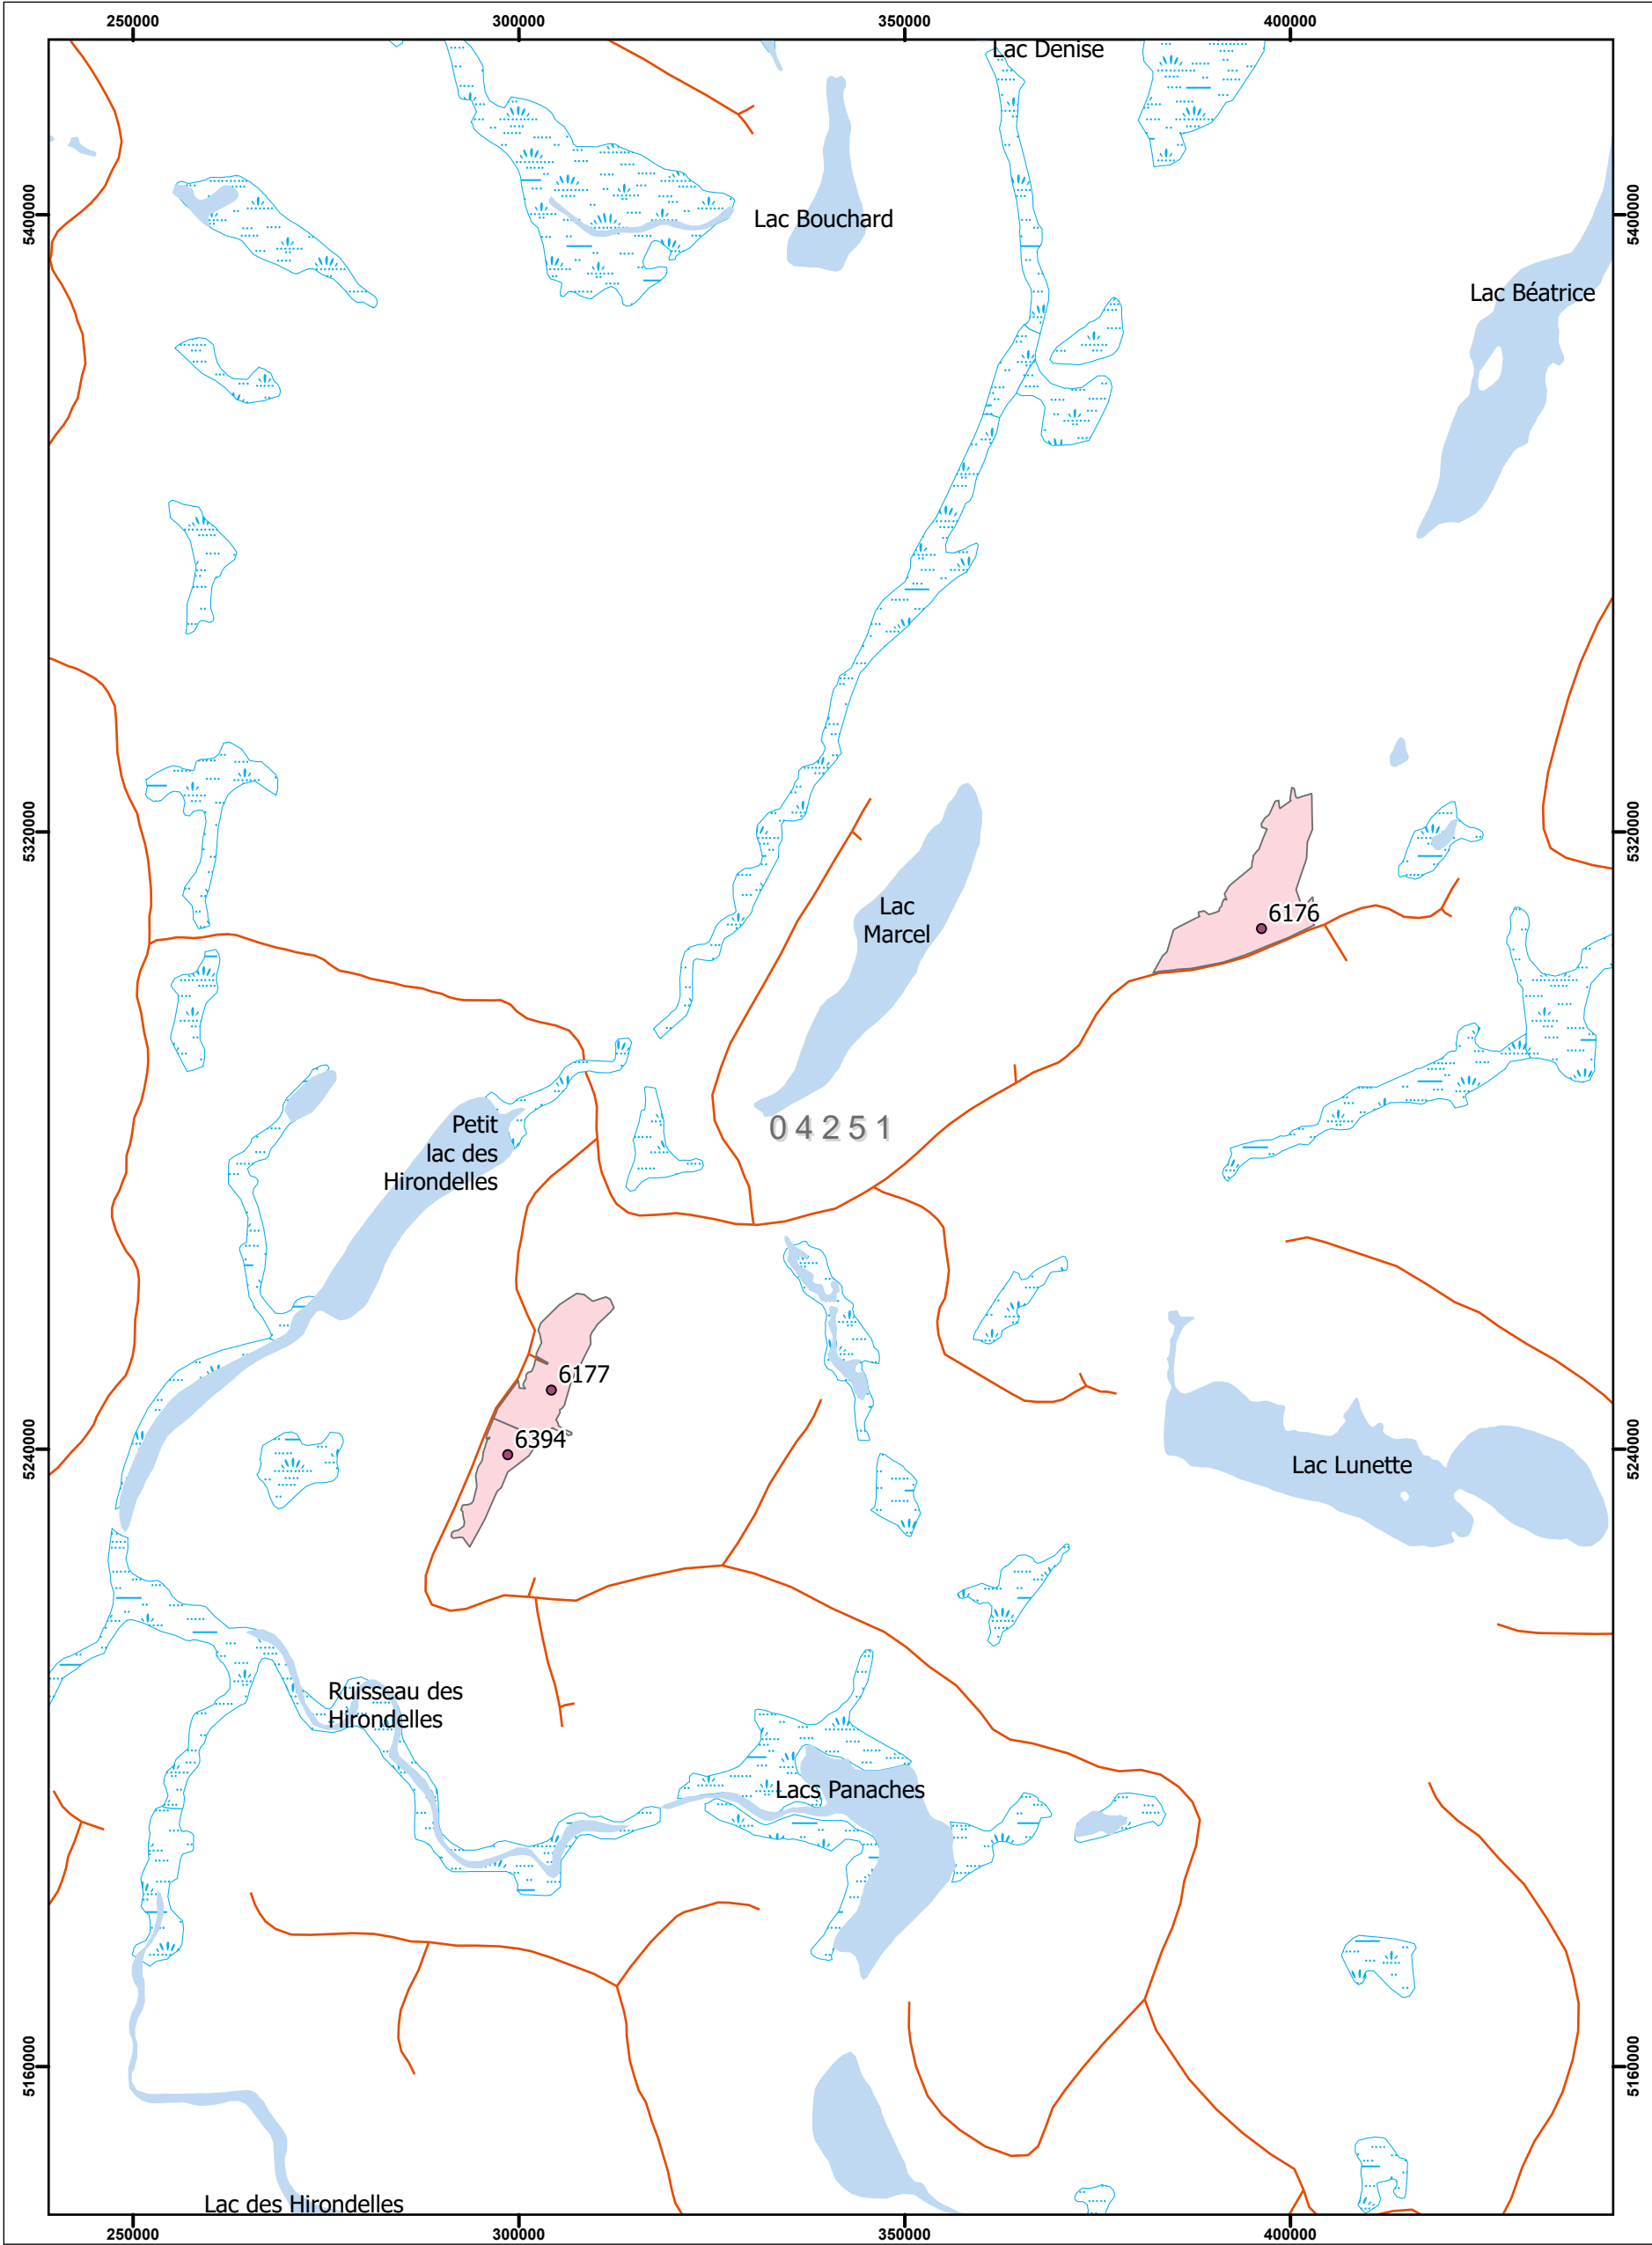 250000 300000 350000 400000
Lac Denise
5400000
5400000
Lac Bouchard
Lac Béatrice
5320000
5320000
Lac
Marcel
6176
04251
Petit
lac des
Hirondelles
6177
6394
5240000
5240000
Lac Lunette
Ruisseau des
Hirondelles
Lacs Panaches
5160000
5160000
Lac des Hirondelles
250000 300000 350000 400000